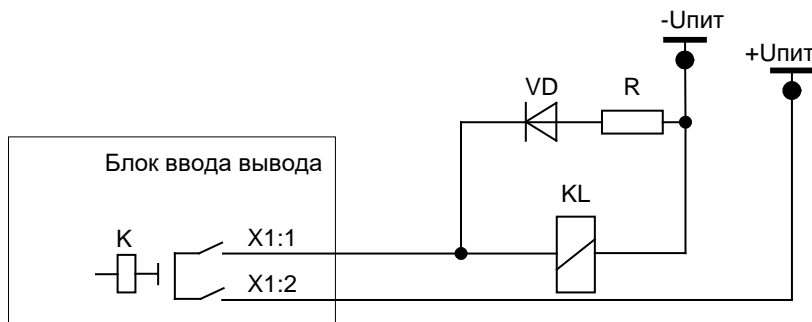 -Uпит
+Uпит
VD
R
Блок ввода вывода
KL
K
X1:1
X1:2